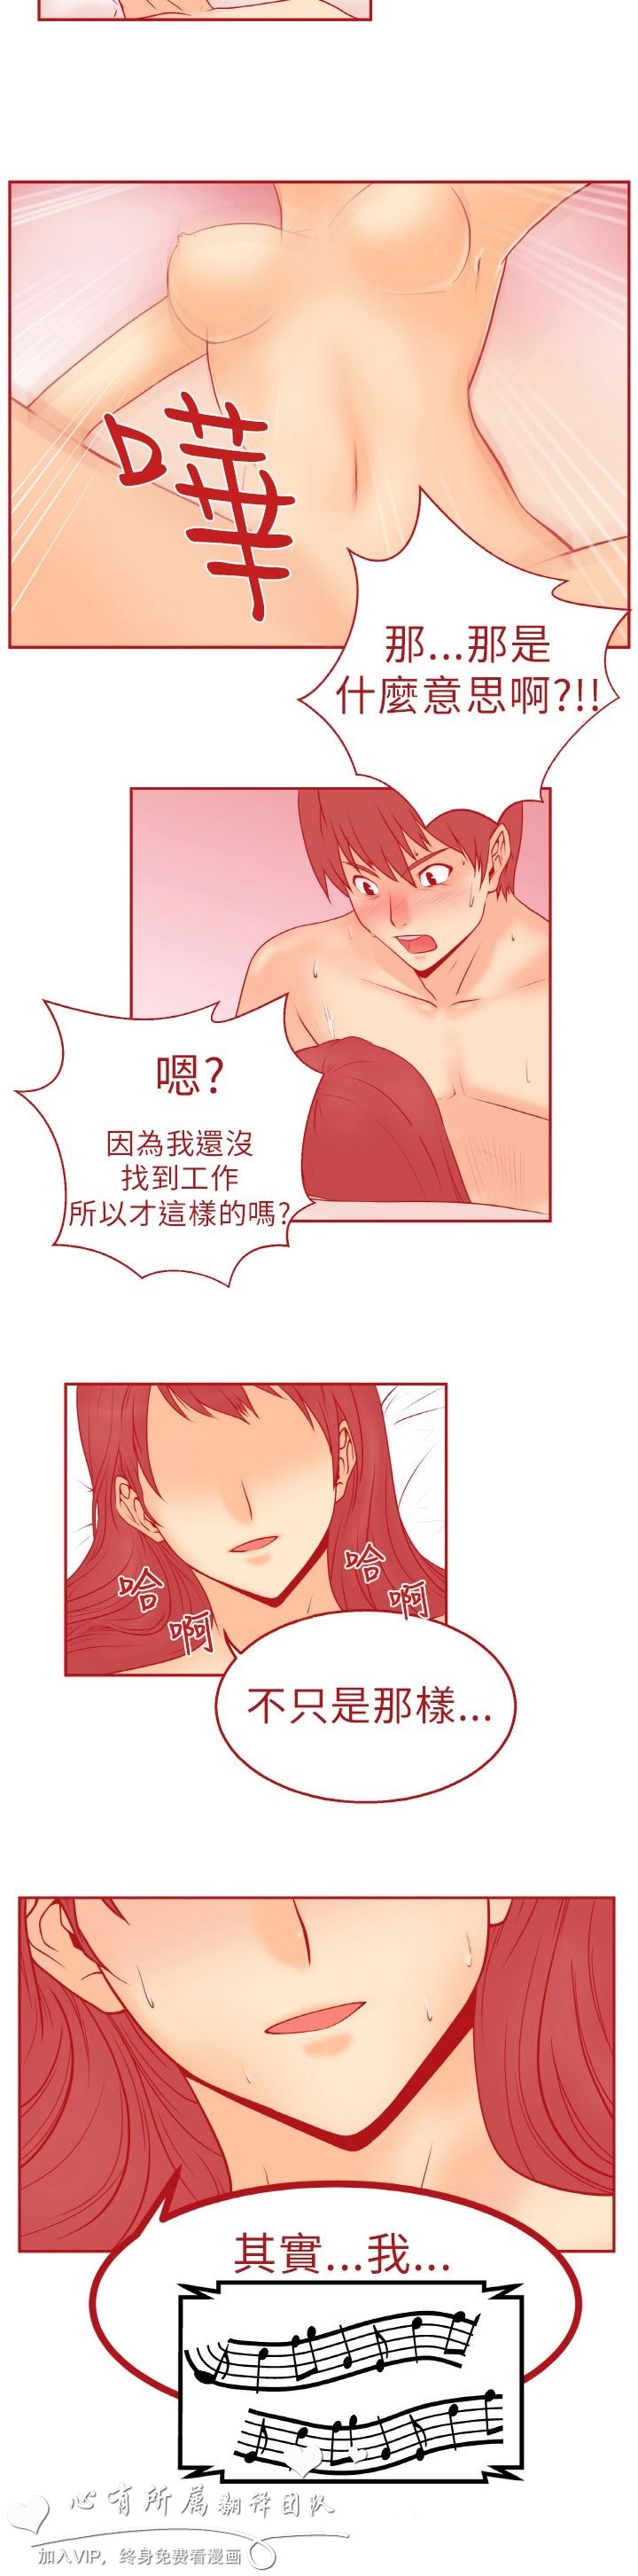 嘩
那...那是
什麼意思啊?!!
嗯?
因為我還沒
找到工作
所以才這樣的嗎?
哈
啊
哈
啊
不只是那樣...
其實...我...
心有所属翻译团队
加入VIP，终身免费看漫画